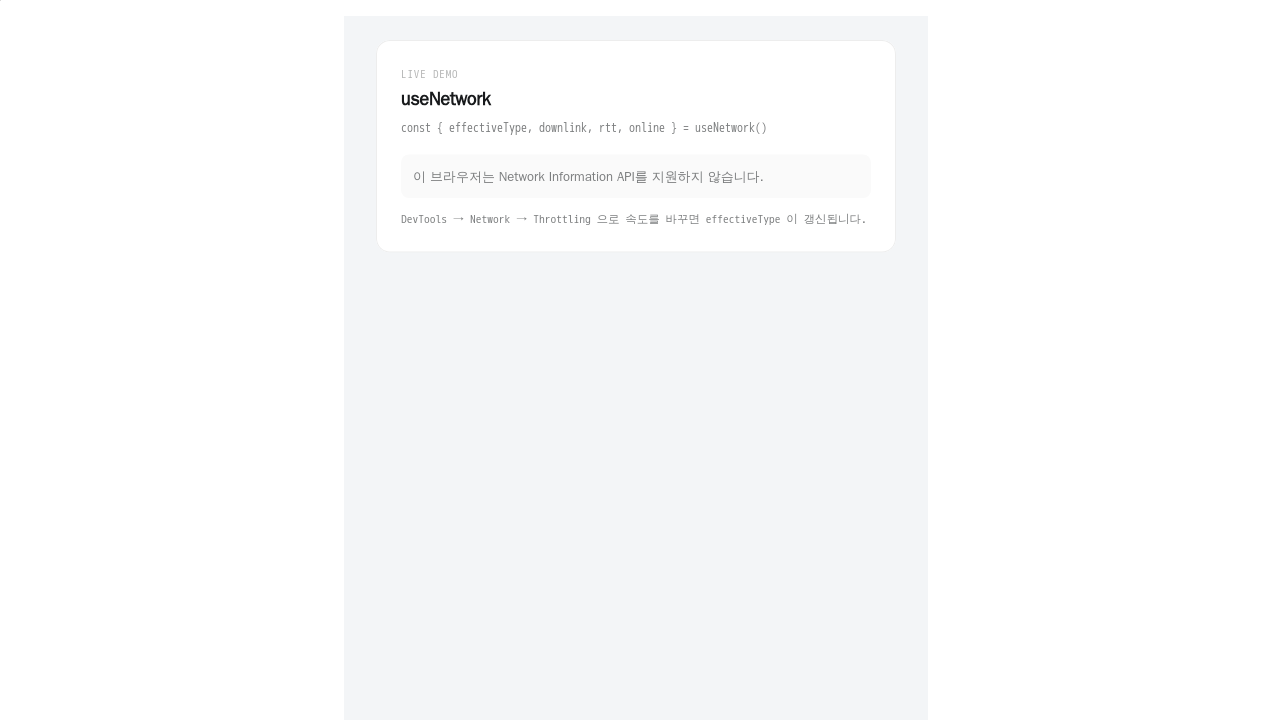 LIVE DEMO
useNetwork
const { effectiveType, downlink, rtt, online } = useNetwork()
이 브라우저는 Network Information API를 지원하지 않습니다.
DevTools → Network → Throttling 으로 속도를 바꾸면 effectiveType 이 갱신됩니다.